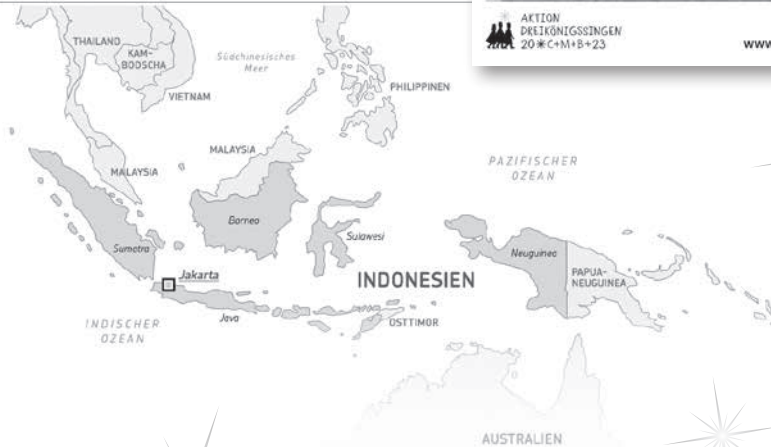 AKTION
DREIKÖNIGSSINGEN
20*C+M+B+23
www
THAILAND
KAM-
BODSCHA
Südchinesisches
Meer
VIETNAM
PHILIPPINEN
MALAYSIA
MALAYSIA
PAZIFISCHER
OZEAN
Borneo
Sumatra
Sulawesi
Neuguinea
Jakarta
INDONESIEN
PAPUA-
NEUGUINEA
Java
OSTTIMOR
INDISCHER
OZEAN
AUSTRALIEN